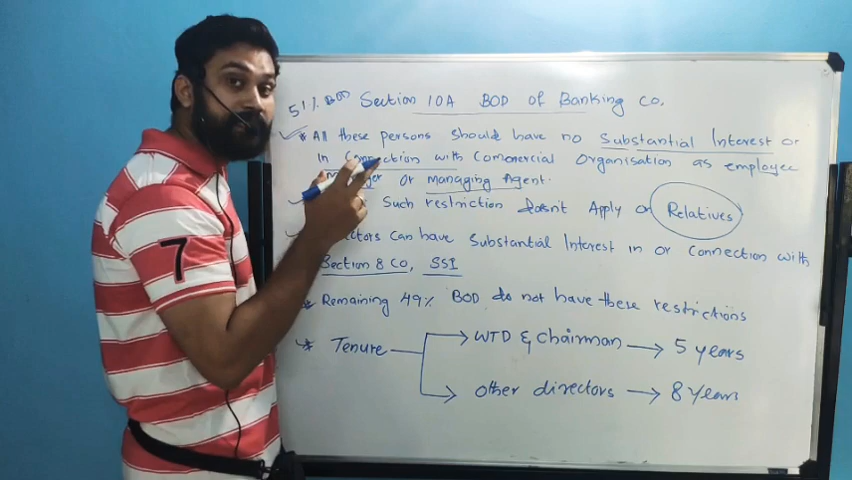 51% BOD Section 10A BOD of Banking Co.
* All these persons should have no Substantial Interest or
in Connection with Commercial Organisation as employee
or managing Agent.
Such restriction doesn't Apply on Relatives
can have Substantial Interest in or Connection with
Section 8 Co, SSI
* Remaining 49% BOD do not have these restrictions
* Tenure
WTD & chairman → 5 years
other directors → 8 years
7